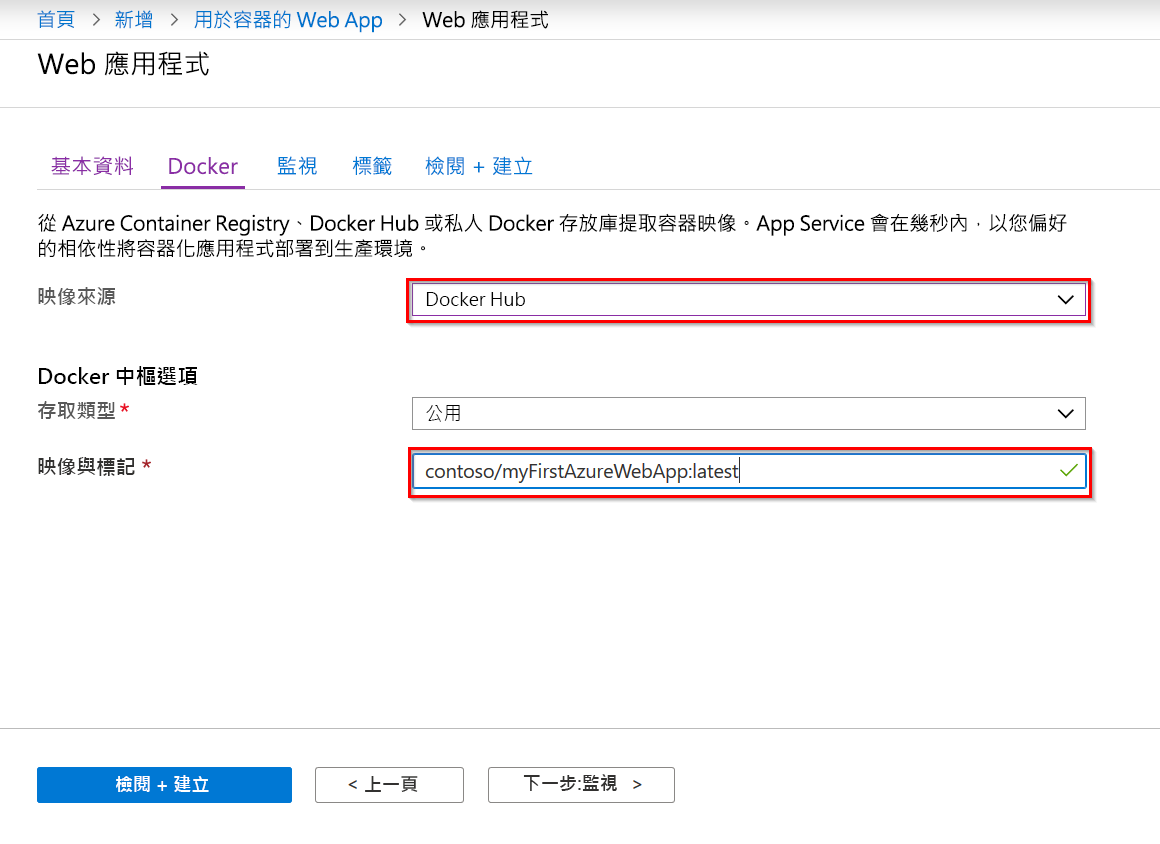 首頁 > 新增 > 用於容器的 Web App > Web 應用程式
Web 應用程式
基本資料 Docker 監視 標籤 檢閱 + 建立
從 Azure Container Registry、Docker Hub 或私人 Docker 存放庫提取容器映像。App Service 會在幾秒內，以您偏好
的相依性將容器化應用程式部署到生產環境。
映像來源 Docker Hub
Docker 中樞選項
存取類型 * 公用
映像與標記 * contoso/myFirstAzureWebApp:latest
檢閱 + 建立 < 上一頁 下一步:監視 >